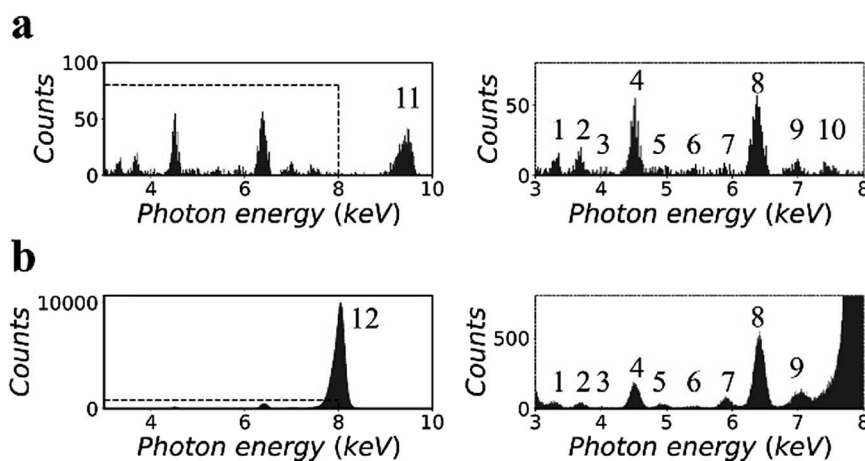 a
100
50
0
Counts
11
4 6 8 10
Photon energy (keV)
50
0
Counts
1 2 3 4 5 6 7 8 9 10
3 4 5 6 7 8
Photon energy (keV)
b
10000
0
Counts
12
4 6 8 10
Photon energy (keV)
500
0
Counts
1 2 3 4 5 6 7 8 9
3 4 5 6 7 8
Photon energy (keV)